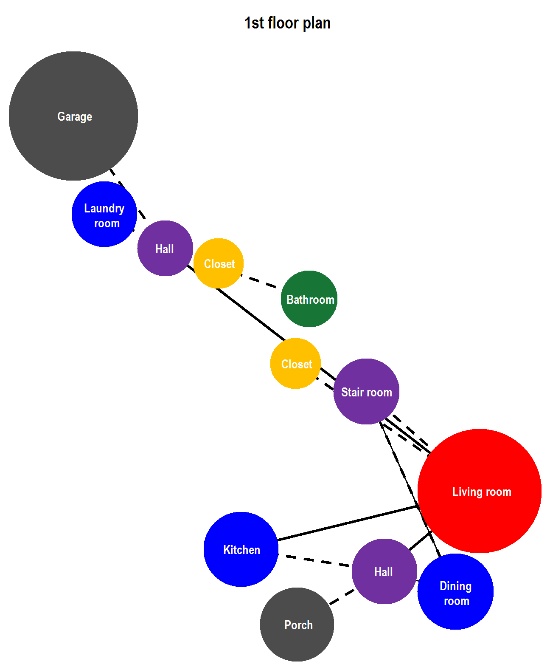 1st floor plan
Garage
Laundry
room
Hall
Closet
Bathroom
Closet
Stair room
Living room
Kitchen
Hall
Dining
room
Porch